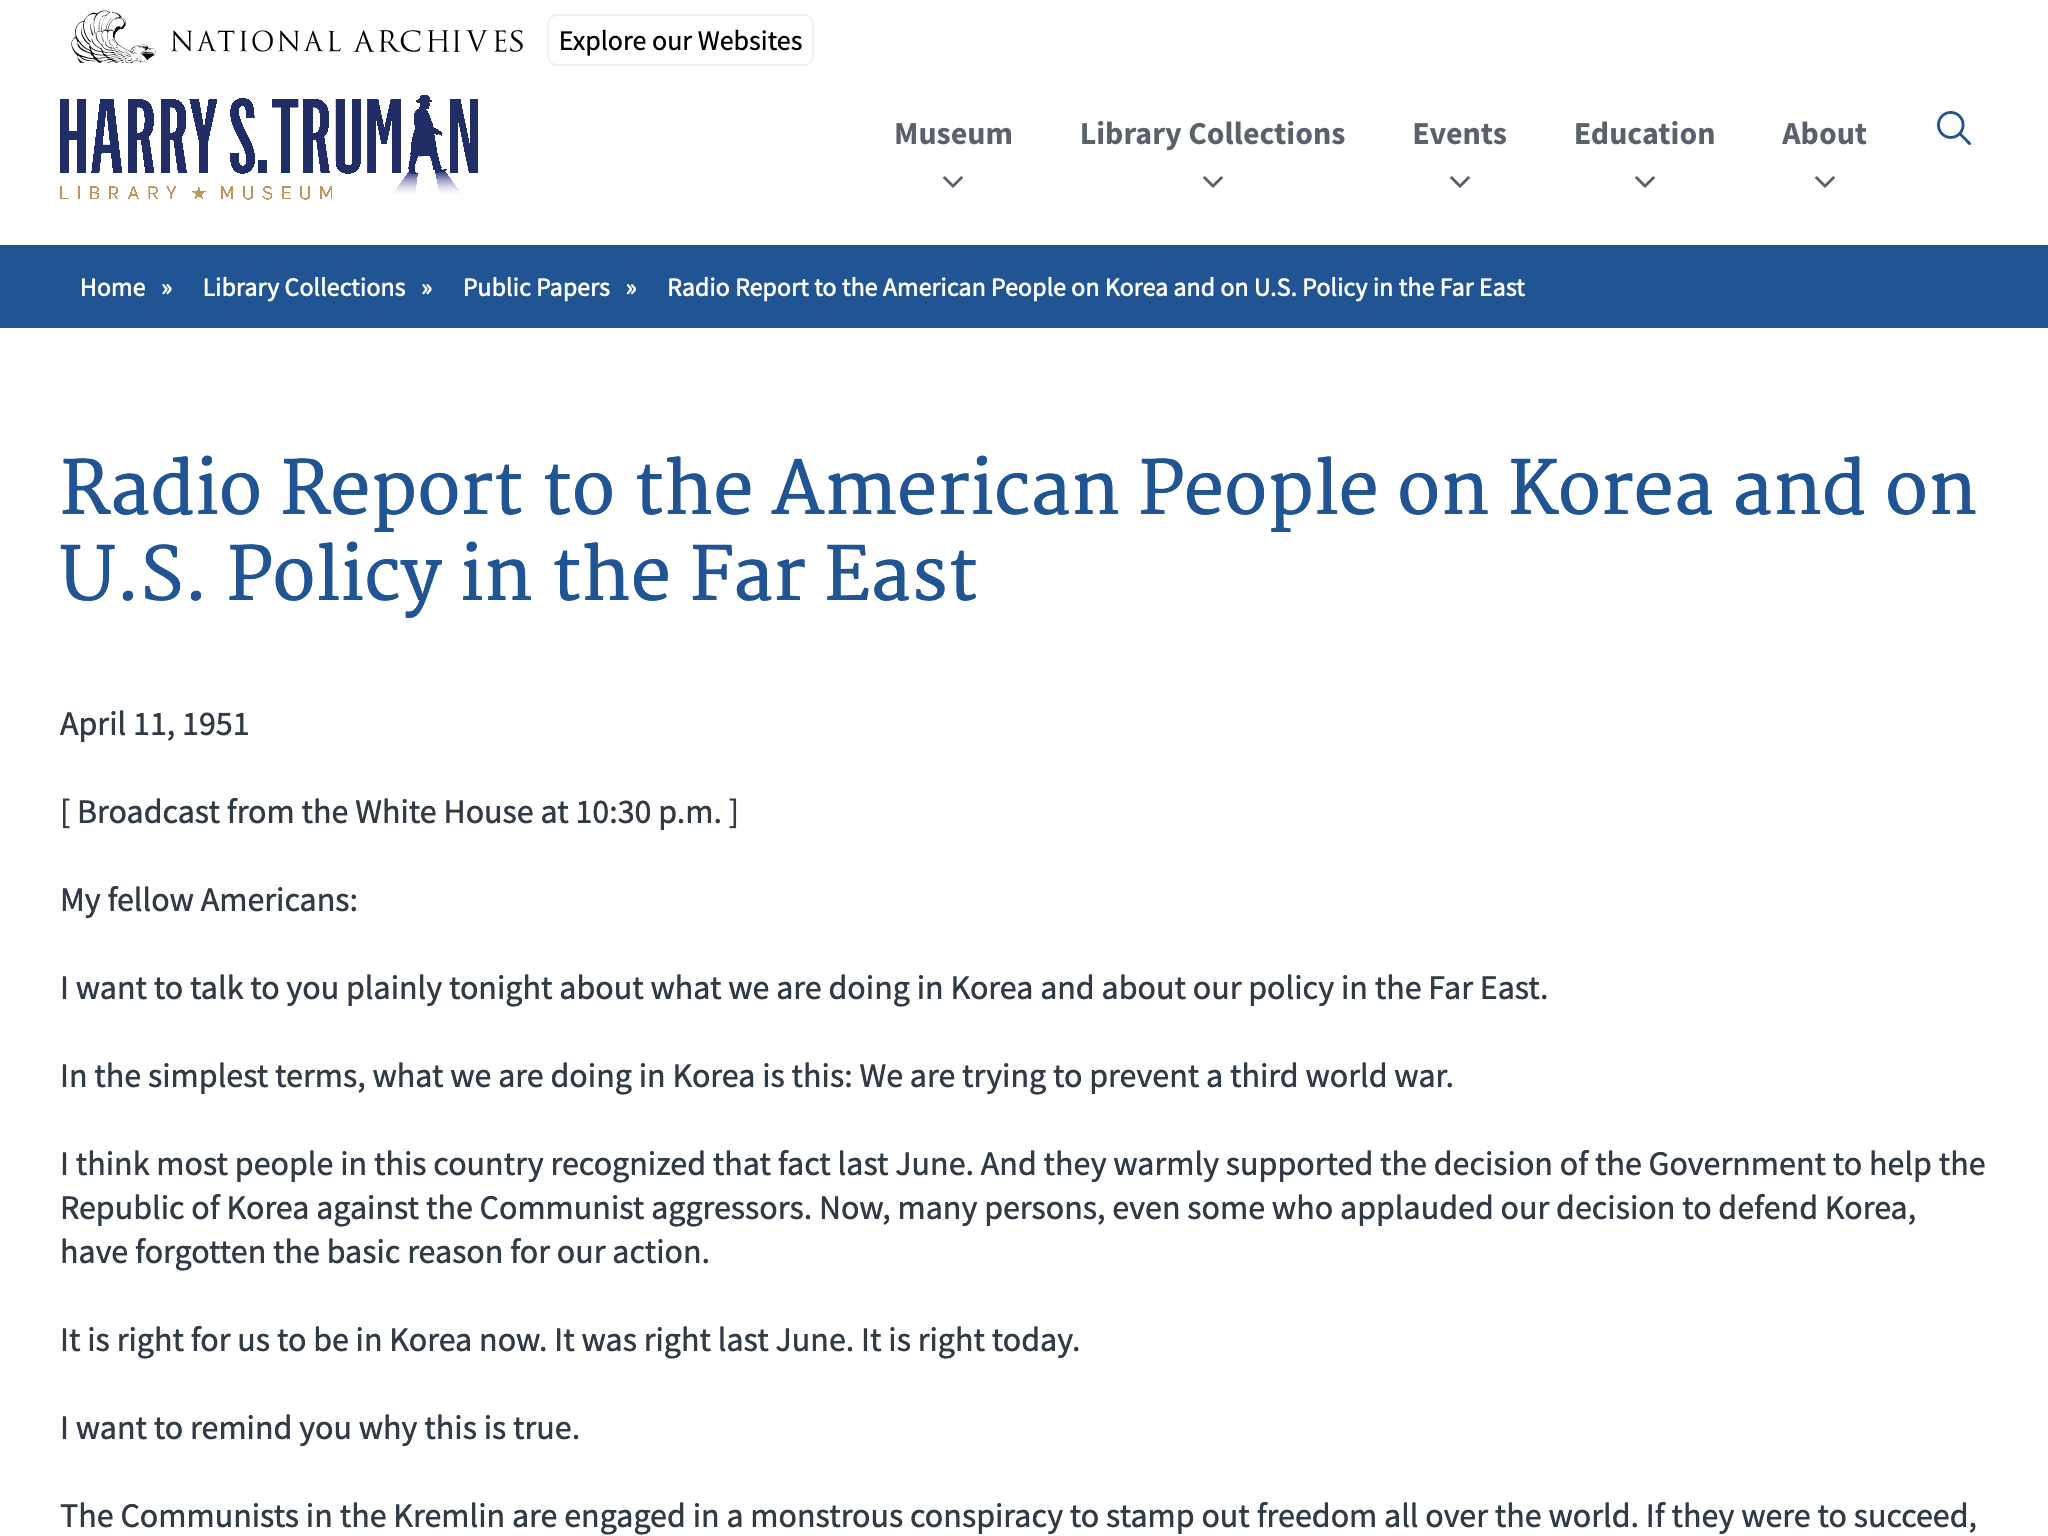 NATIONAL ARCHIVES
Explore our Websites
HARRY S. TRUMAN
LIBRARY ★ MUSEUM
Museum
Library Collections
Events
Education
About
Home » Library Collections » Public Papers » Radio Report to the American People on Korea and on U.S. Policy in the Far East
Radio Report to the American People on Korea and on
U.S. Policy in the Far East
April 11, 1951
[ Broadcast from the White House at 10:30 p.m. ]
My fellow Americans:
I want to talk to you plainly tonight about what we are doing in Korea and about our policy in the Far East.
In the simplest terms, what we are doing in Korea is this: We are trying to prevent a third world war.
I think most people in this country recognized that fact last June. And they warmly supported the decision of the Government to help the
Republic of Korea against the Communist aggressors. Now, many persons, even some who applauded our decision to defend Korea,
have forgotten the basic reason for our action.
It is right for us to be in Korea now. It was right last June. It is right today.
I want to remind you why this is true.
The Communists in the Kremlin are engaged in a monstrous conspiracy to stamp out freedom all over the world. If they were to succeed,